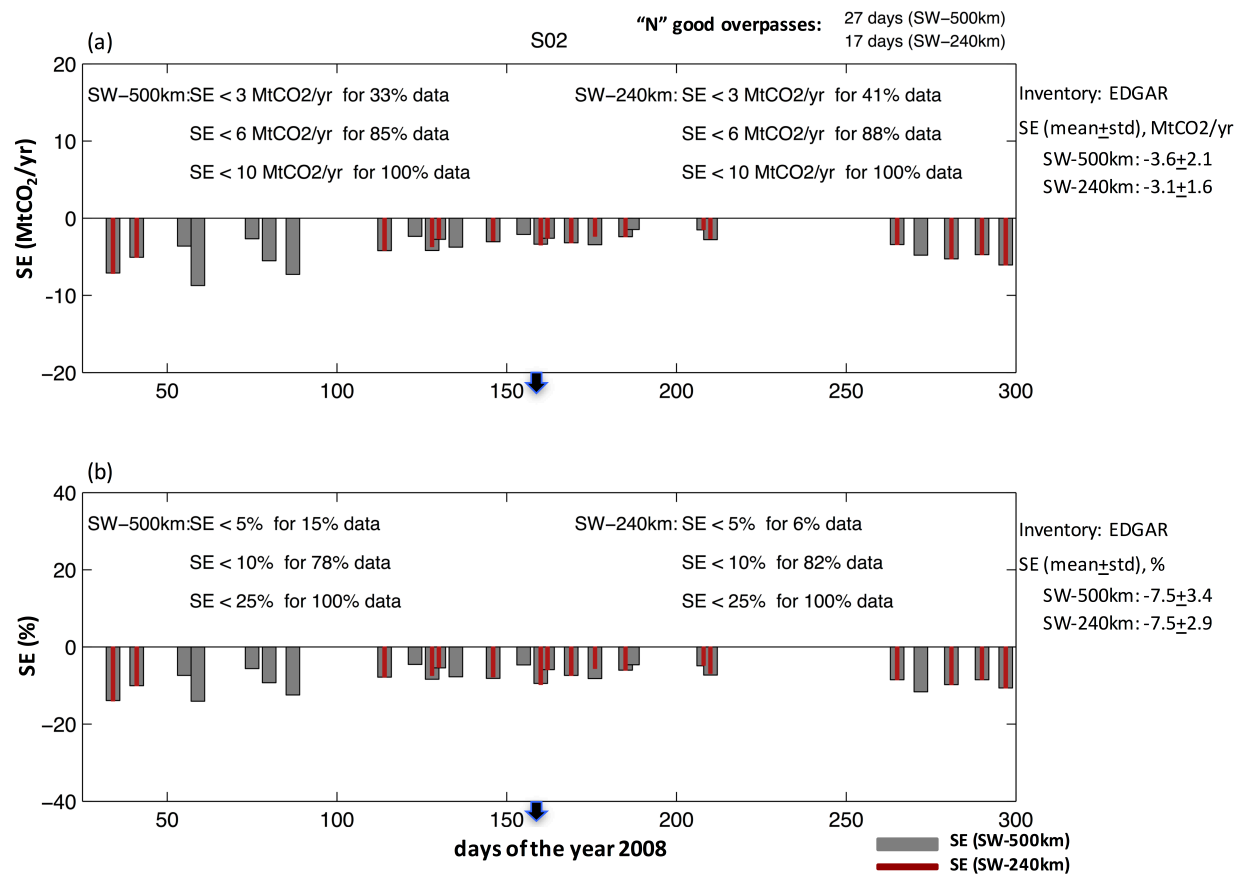 “N” good overpasses:
27 days (SW−500km)
17 days (SW−240km)
(a)
S02
SE (MtCO2/yr)
20
10
0
-10
−20
SW−500km:SE < 3 MtCO2/yr for 33% data
SE < 6 MtCO2/yr for 85% data
SE < 10 MtCO2/yr for 100% data
SW−240km: SE < 3 MtCO2/yr for 41% data
SE < 6 MtCO2/yr for 88% data
SE < 10 MtCO2/yr for 100% data
Inventory: EDGAR
SE (mean±std), MtCO2/yr
SW-500km: -3.6±2.1
SW-240km: -3.1±1.6
50 100 150 200 250 300
(b)
SE (%)
40
20
0
−20
−40
SW−500km:SE < 5% for 15% data
SE < 10% for 78% data
SE < 25% for 100% data
SW−240km: SE < 5% for 6% data
SE < 10% for 82% data
SE < 25% for 100% data
Inventory: EDGAR
SE (mean±std), %
SW-500km: -7.5±3.4
SW-240km: -7.5±2.9
50 100 150 200 250 300
days of the year 2008
SE (SW-500km)
SE (SW-240km)